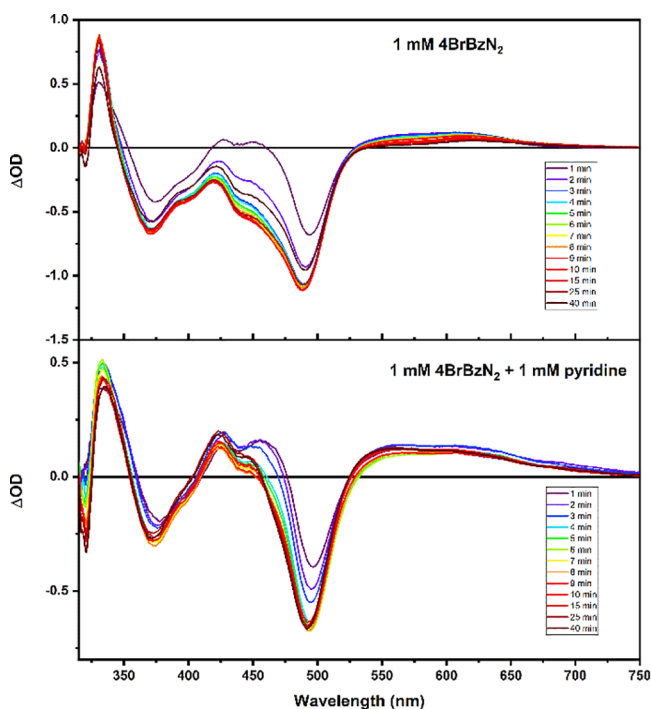 1 mM 4BrBzN₂
1.0
0.5
0.0
-0.5
-1.0
-1.5
ΔOD
1 min
2 min
3 min
4 min
5 min
6 min
7 min
8 min
9 min
10 min
15 min
25 min
40 min
1 mM 4BrBzN₂ + 1 mM pyridine
0.5
0.0
-0.5
ΔOD
1 min
2 min
3 min
4 min
5 min
6 min
7 min
8 min
9 min
10 min
15 min
25 min
40 min
350 400 450 500 550 600 650 700 750
Wavelength (nm)